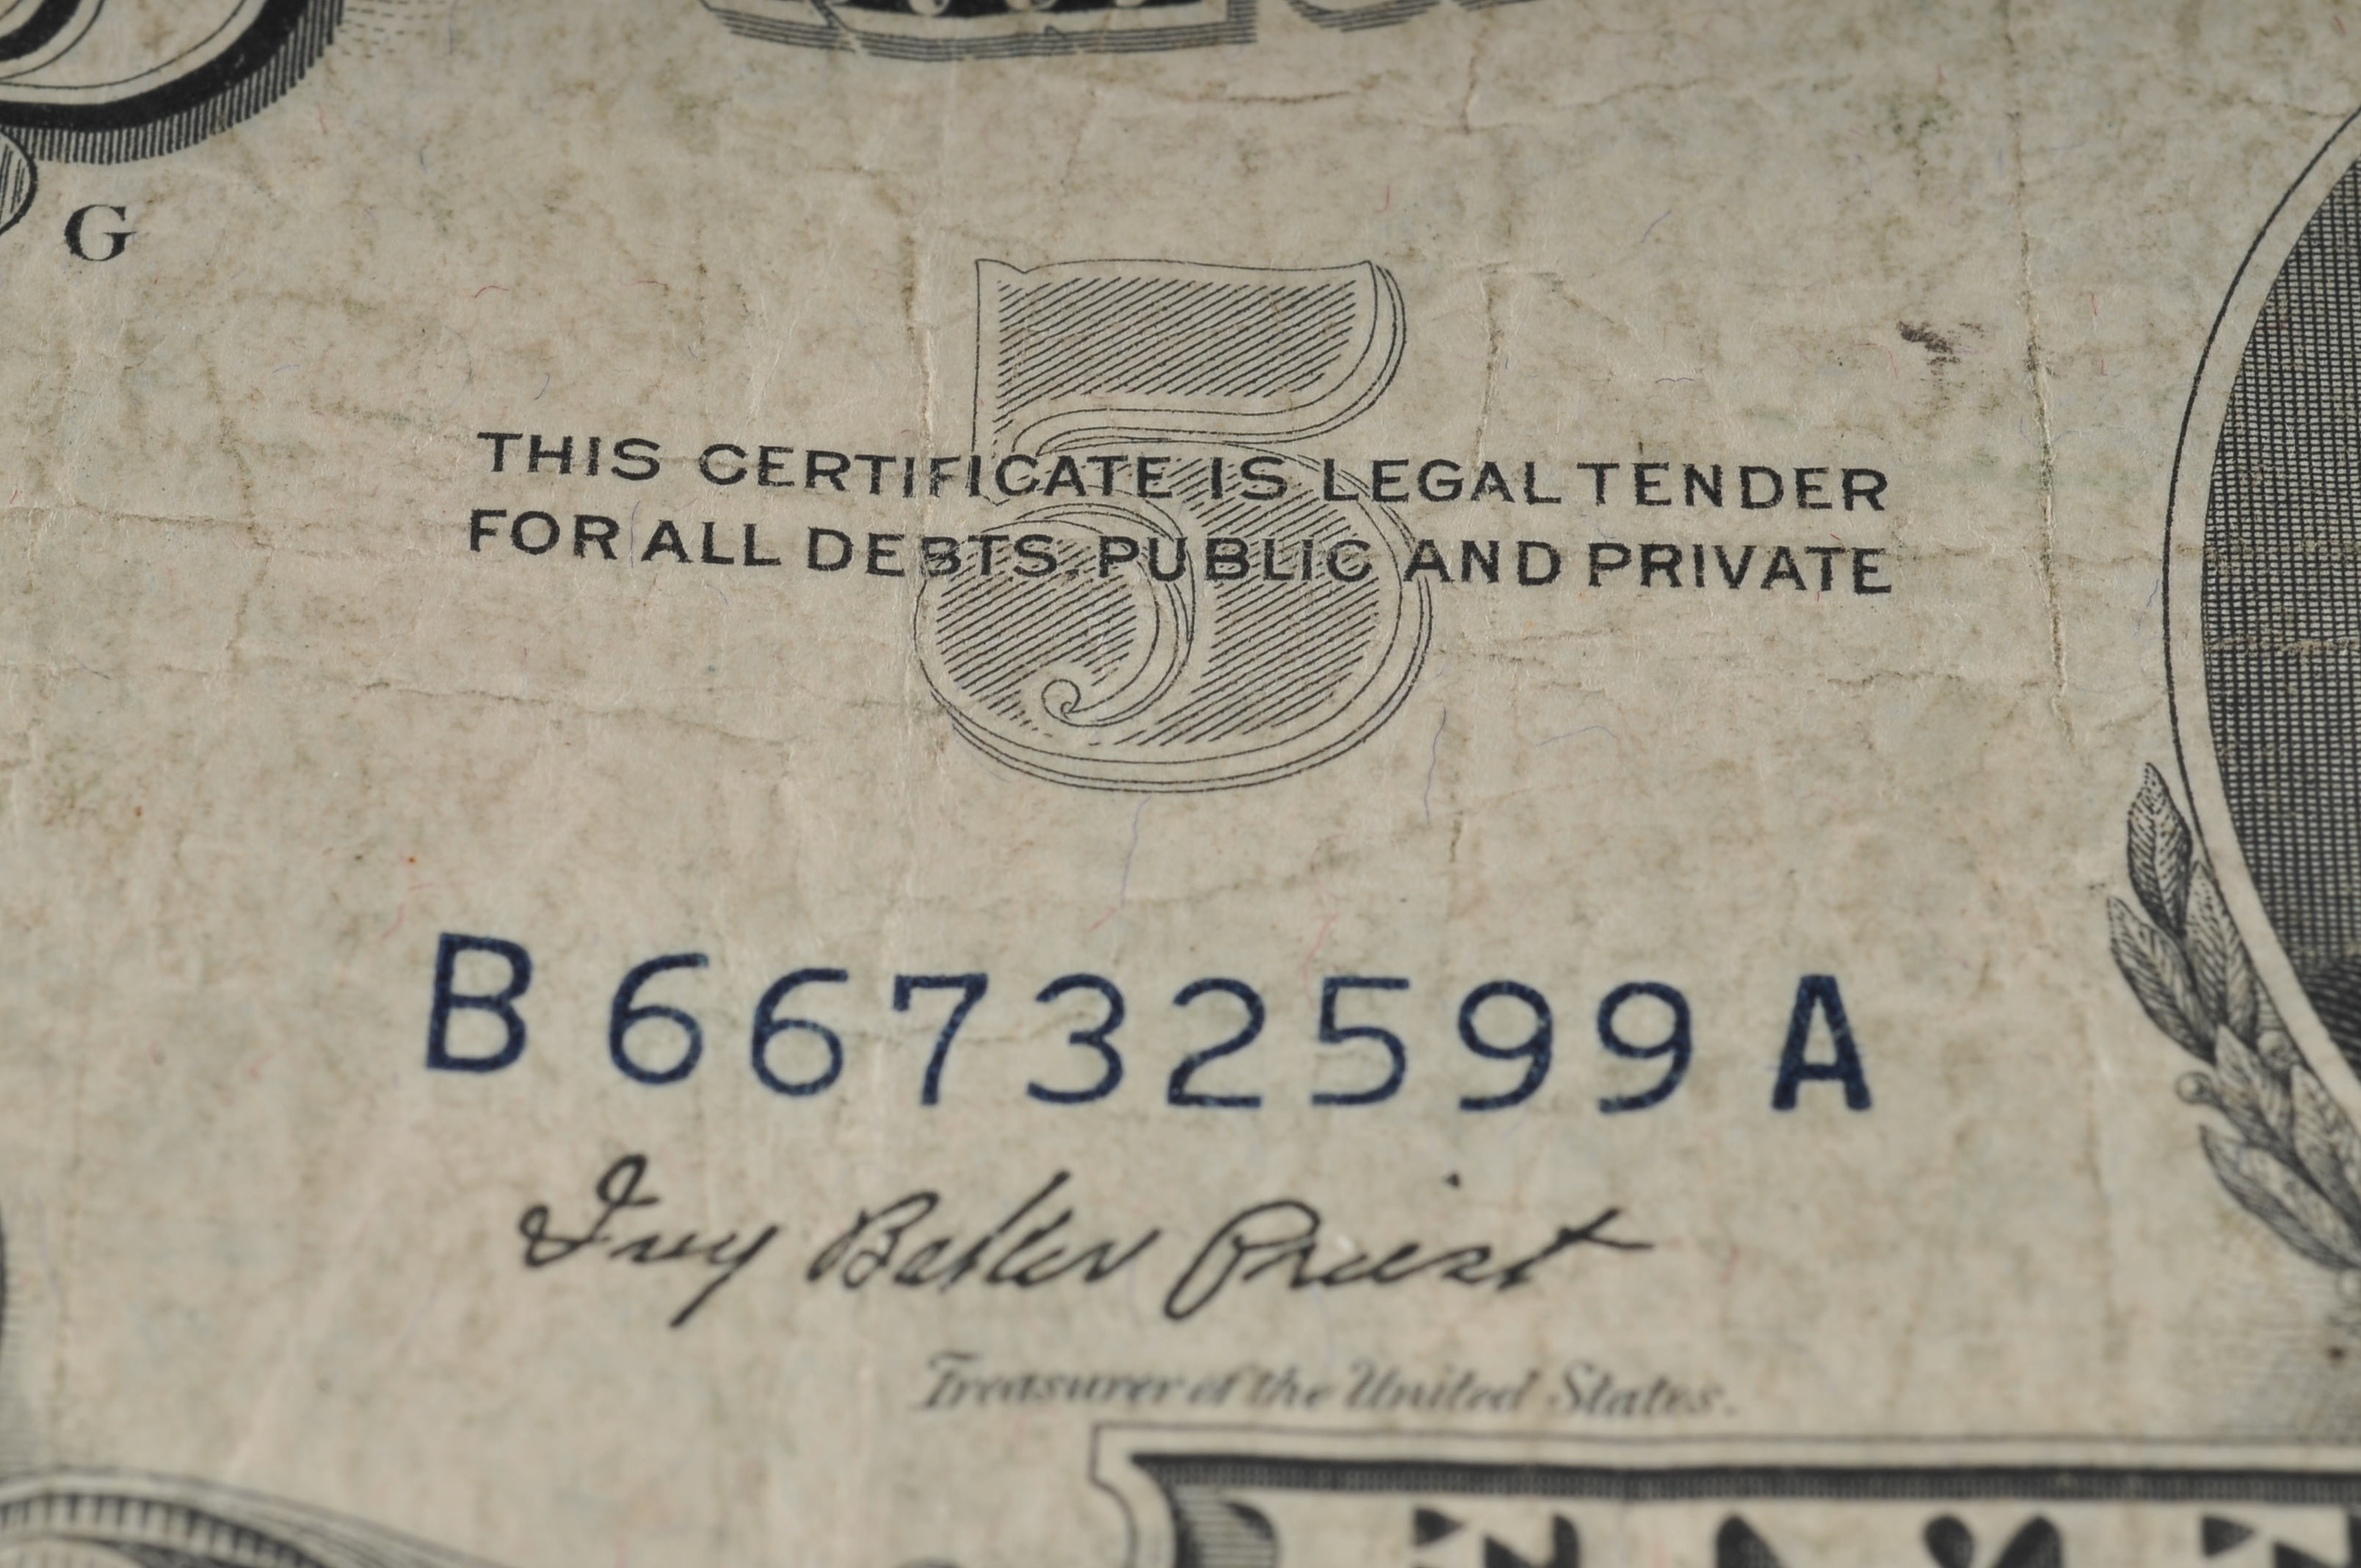 G
5
THIS CERTIFICATE IS LEGAL TENDER
FOR ALL DEBTS, PUBLIC AND PRIVATE
B 66732599 A
Ivy Baker Priest
Treasurer of the United States.